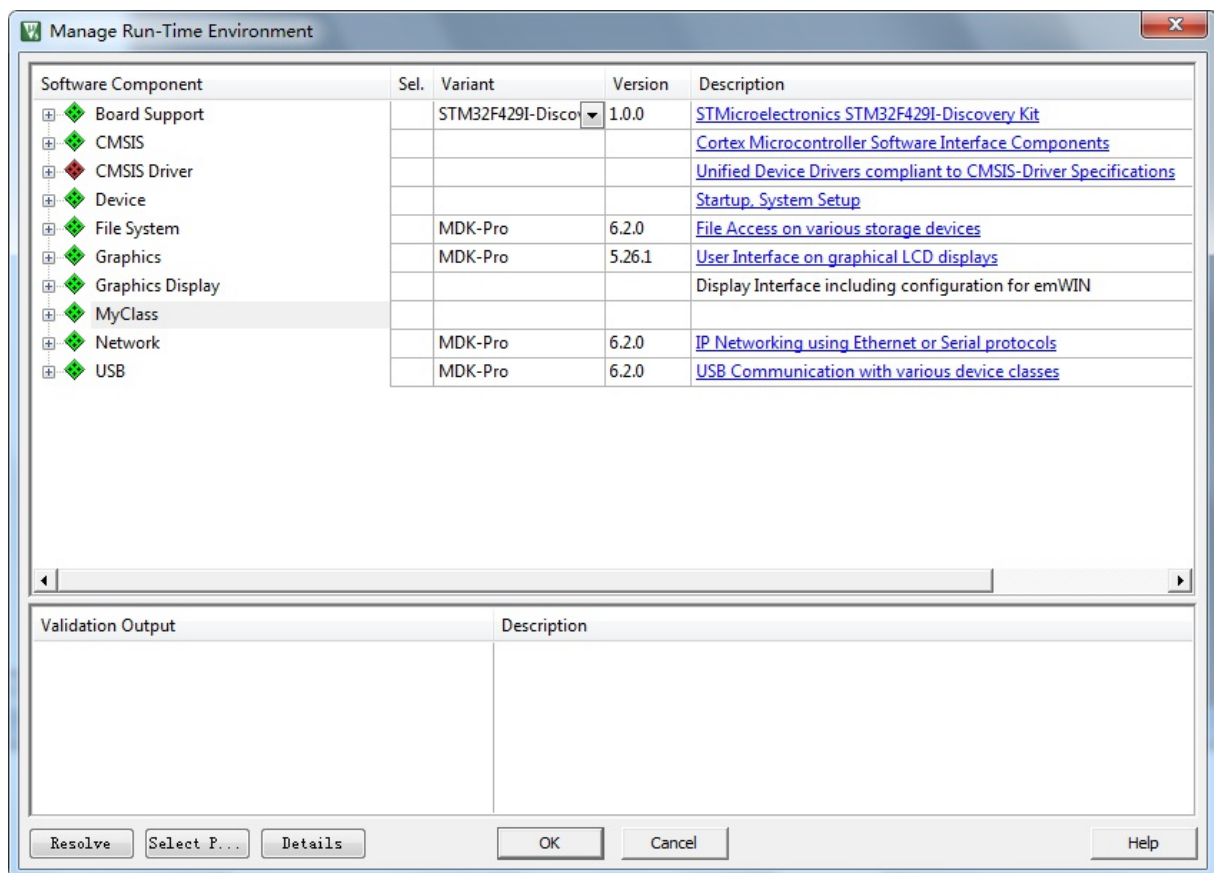 Manage Run-Time Environment
Software Component Sel. Variant Version Description
Board Support STM32F429I-Discov 1.0.0 STMicroelectronics STM32F429I-Discovery Kit
CMSIS Cortex Microcontroller Software Interface Components
CMSIS Driver Unified Device Drivers compliant to CMSIS-Driver Specifications
Device Startup, System Setup
File System MDK-Pro 6.2.0 File Access on various storage devices
Graphics MDK-Pro 5.26.1 User Interface on graphical LCD displays
Graphics Display Display Interface including configuration for emWIN
MyClass
Network MDK-Pro 6.2.0 IP Networking using Ethernet or Serial protocols
USB MDK-Pro 6.2.0 USB Communication with various device classes
Validation Output Description
Resolve Select P... Details OK Cancel Help